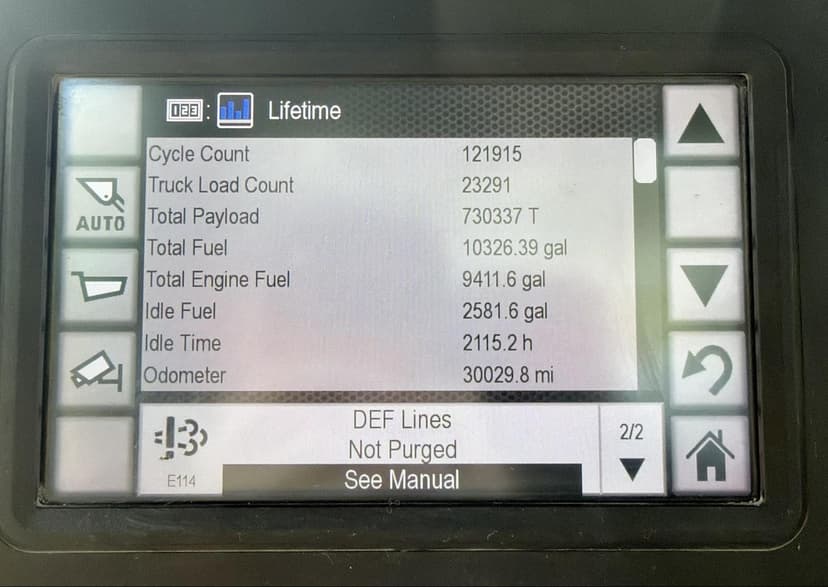 123 : Lifetime
Cycle Count 121915
Truck Load Count 23291
Total Payload 730337 T
Total Fuel 10326.39 gal
Total Engine Fuel 9411.6 gal
Idle Fuel 2581.6 gal
Idle Time 2115.2 h
Odometer 30029.8 mi
AUTO
DEF Lines
Not Purged
See Manual
E114
2/2